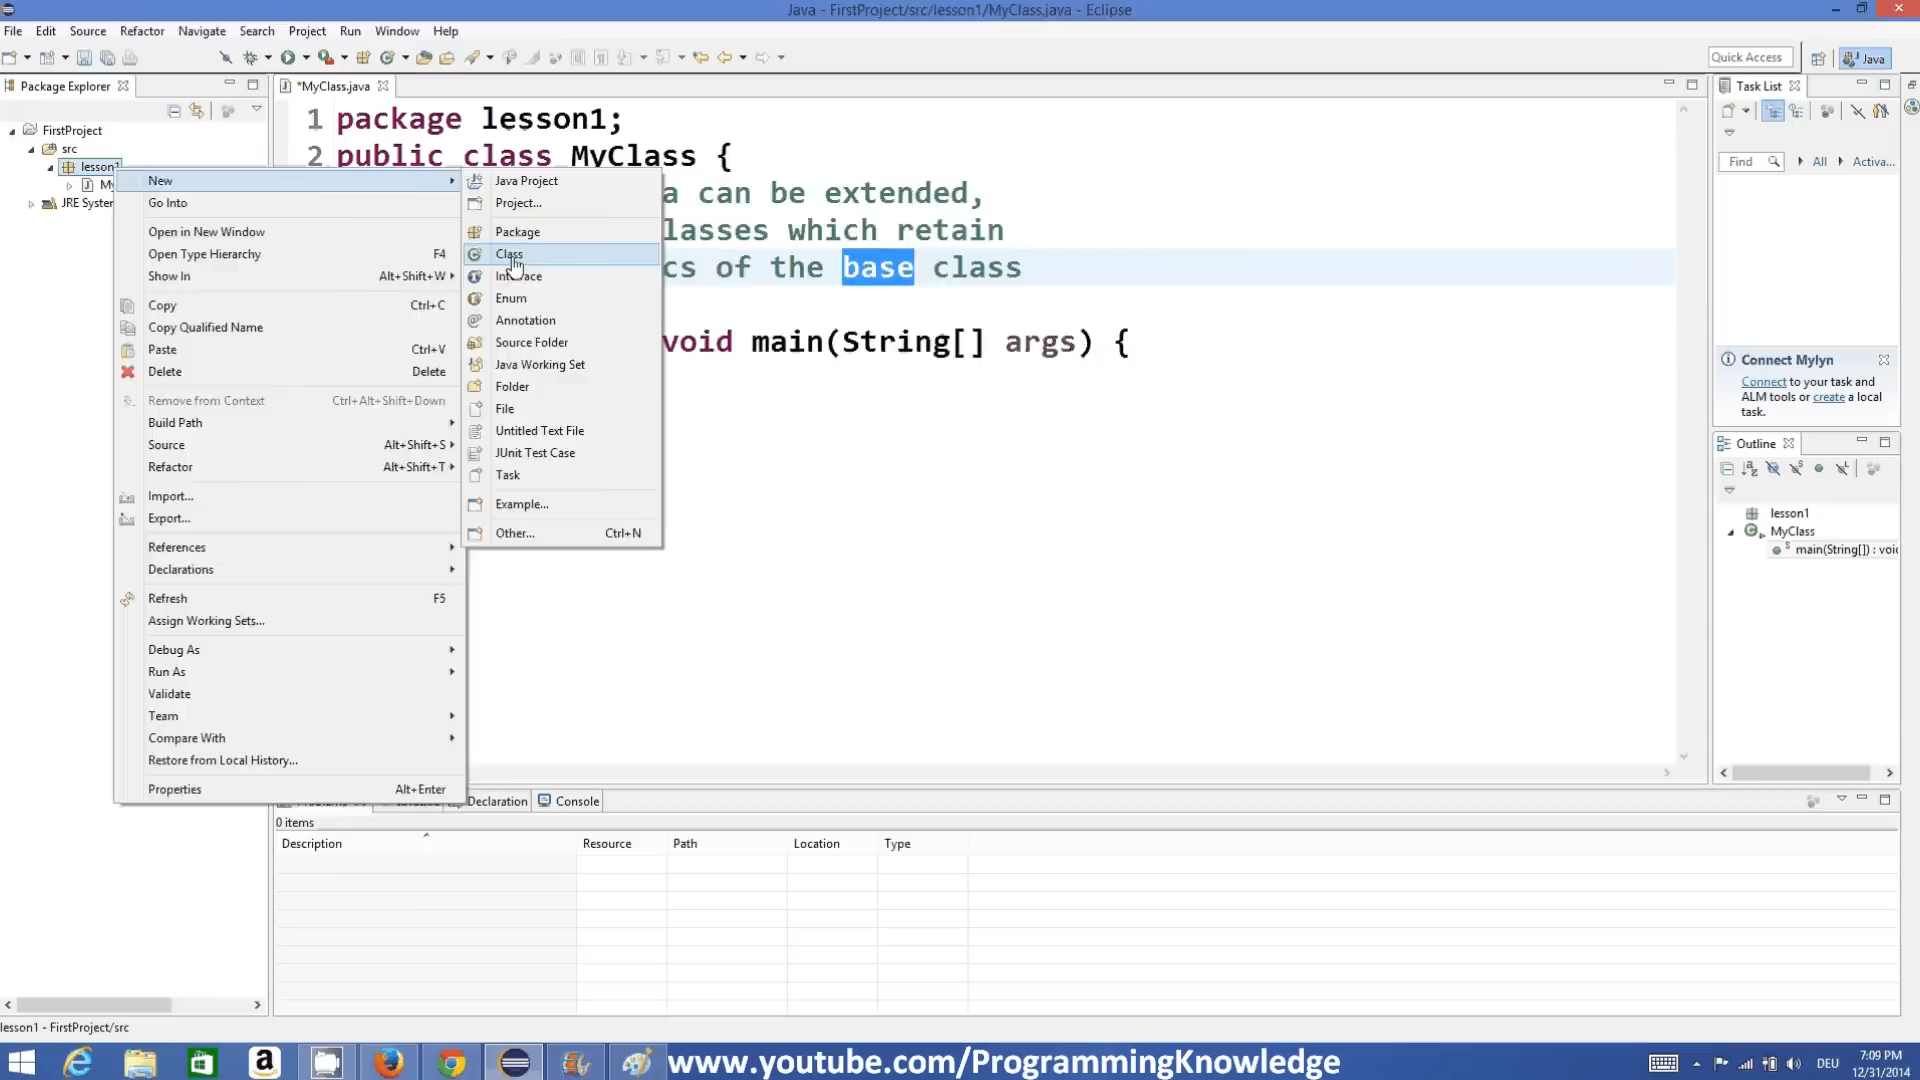 Java - FirstProject/src/lesson1/MyClass.java - Eclipse
File Edit Source Refactor Navigate Search Project Run Window Help
Quick Access
Java
Package Explorer
*MyClass.java
Task List
FirstProject
src
lesson1
My
JRE System
1 package lesson1;
2 public class MyClass {
a can be extended,
lasses which retain
cs of the base class
void main(String[] args) {
New
Go Into
Open in New Window
Open Type Hierarchy F4
Show In Alt+Shift+W
Copy Ctrl+C
Copy Qualified Name
Paste Ctrl+V
Delete Delete
Remove from Context Ctrl+Alt+Shift+Down
Build Path
Source Alt+Shift+S
Refactor Alt+Shift+T
Import...
Export...
References
Declarations
Refresh F5
Assign Working Sets...
Debug As
Run As
Validate
Team
Compare With
Restore from Local History...
Properties Alt+Enter
Java Project
Project...
Package
Class
Interface
Enum
Annotation
Source Folder
Java Working Set
Folder
File
Untitled Text File
JUnit Test Case
Task
Example...
Other... Ctrl+N
Find All Activa...
Connect Mylyn
Connect to your task and
ALM tools or create a local
task.
Outline
lesson1
MyClass
S main(String[]) : voi
Declaration Console
0 items
Description Resource Path Location Type
lesson1 - FirstProject/src
www.youtube.com/ProgrammingKnowledge
DEU
7:09 PM
12/31/2014